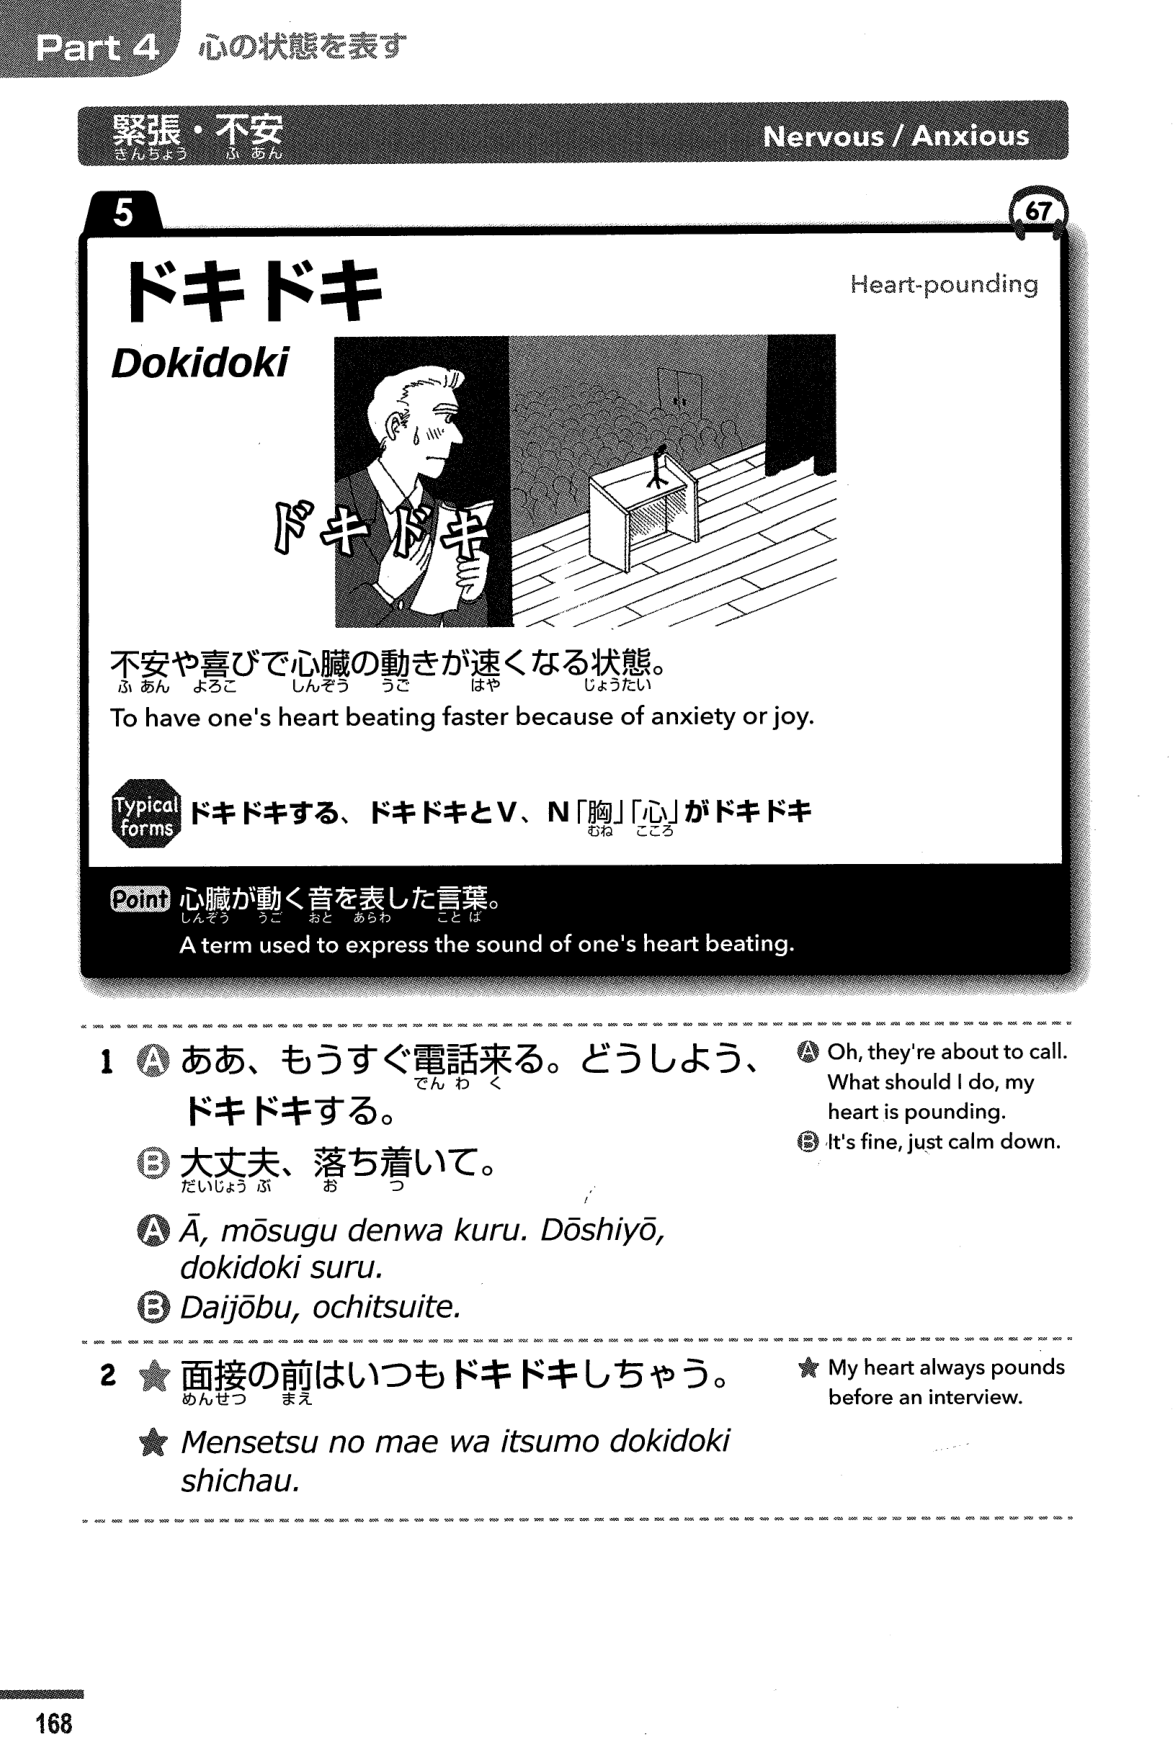 Part 4 心の状態を表す
緊張・不安
きんちょう ふ あん
Nervous / Anxious
5
67
ドキドキ
Heart-pounding
Dokidoki
ドキドキ
不安や喜びで心臓の動きが速くなる状態。
ふ あん よろこ しんぞう うご はや じょうたい
To have one's heart beating faster because of anxiety or joy.
Typical
forms
ドキドキする、ドキドキとV、N「胸」「心」がドキドキ
むね こころ
Point 心臓が動く音を表した言葉。
しんぞう うご おと あらわ こと ば
A term used to express the sound of one's heart beating.
1 A ああ、もうすぐ電話来る。どうしよう、
でん わ く
ドキドキする。
B 大丈夫、落ち着いて。
だいじょう ぶ お つ
A Ā, mōsugu denwa kuru. Dōshiyō,
dokidoki suru.
B Daijōbu, ochitsuite.
A Oh, they're about to call.
What should I do, my
heart is pounding.
B It's fine, just calm down.
2 ★ 面接の前はいつもドキドキしちゃう。
めんせつ まえ
★ Mensetsu no mae wa itsumo dokidoki
shichau.
★ My heart always pounds
before an interview.
168